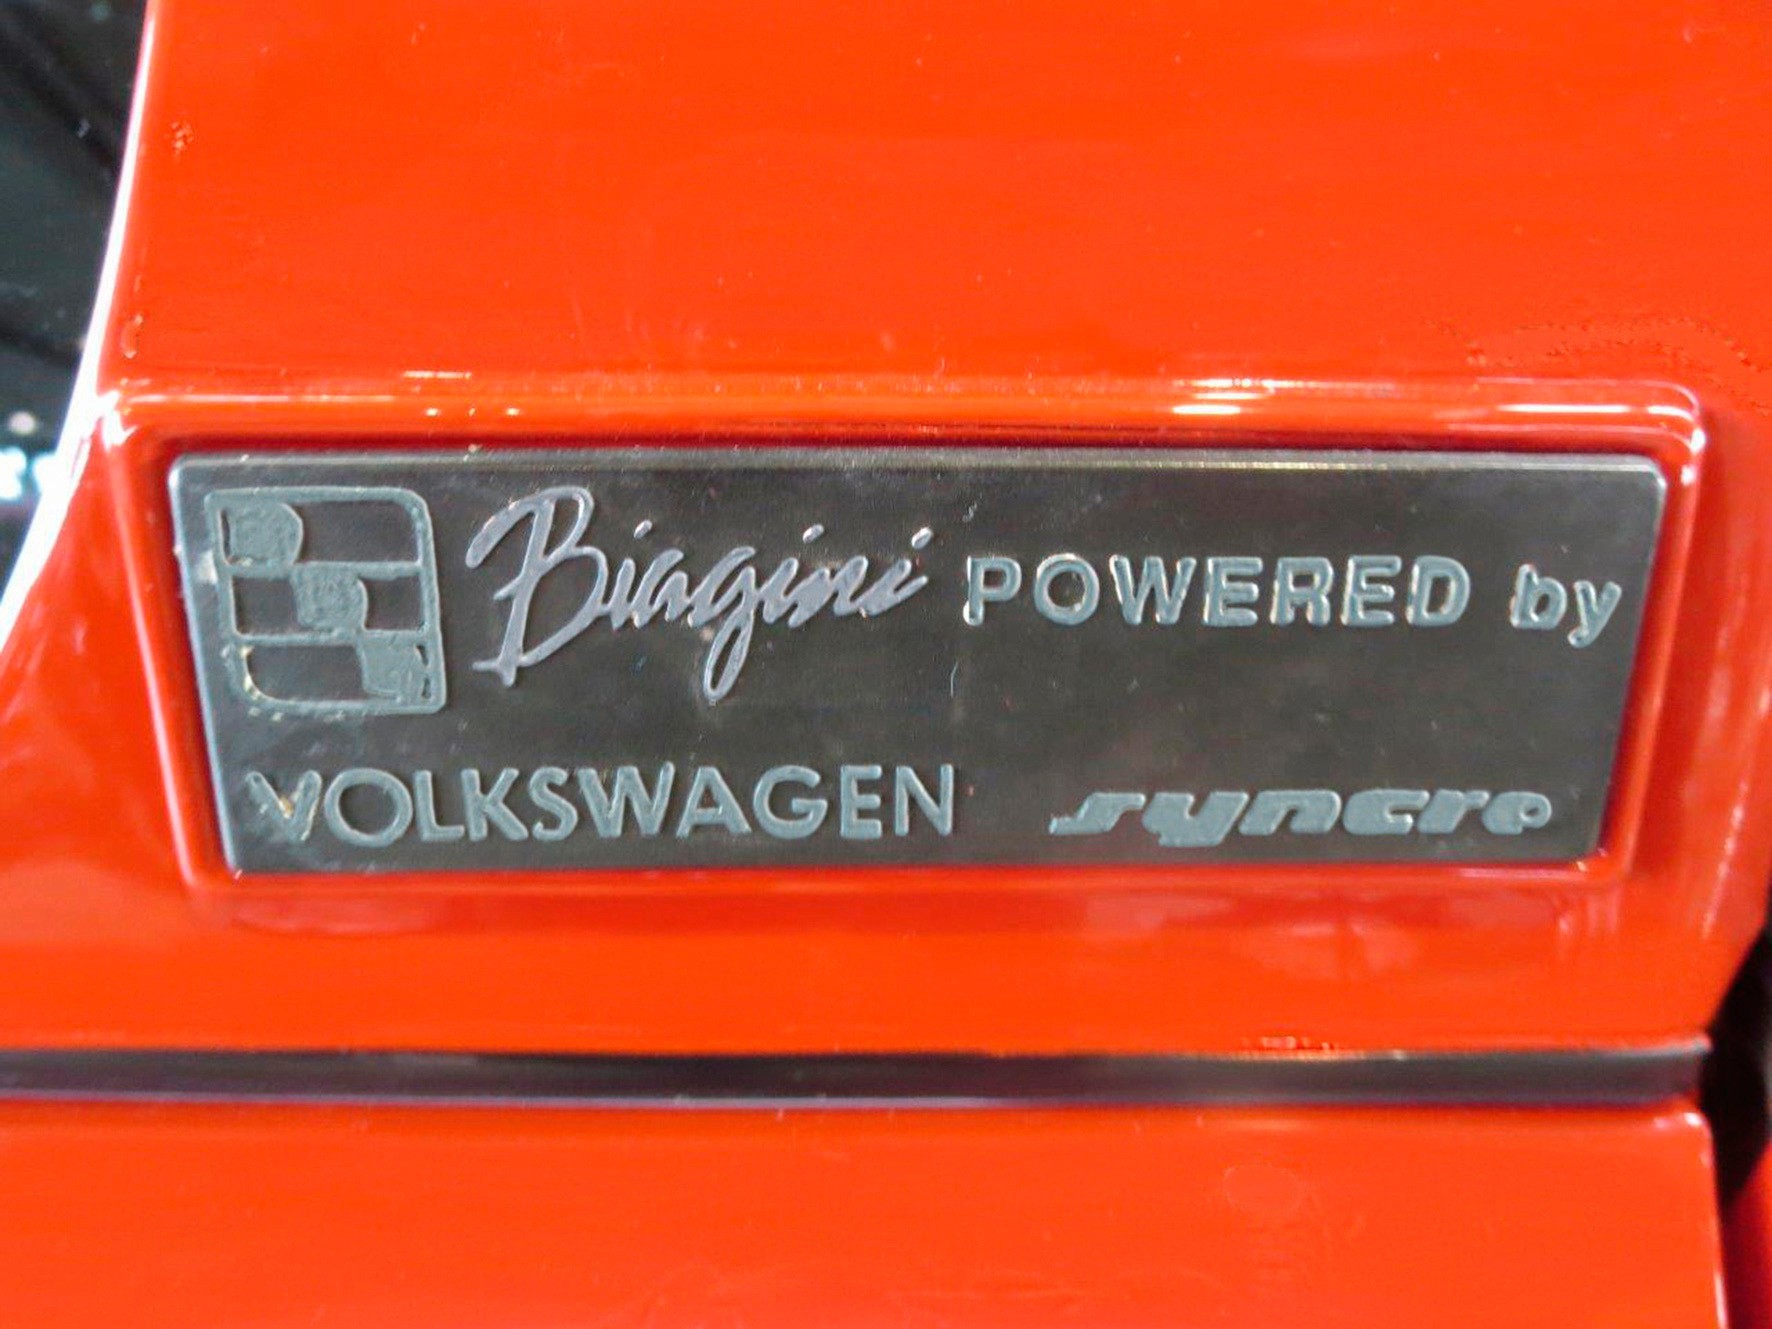 Biagini POWERED by
VOLKSWAGEN syncro